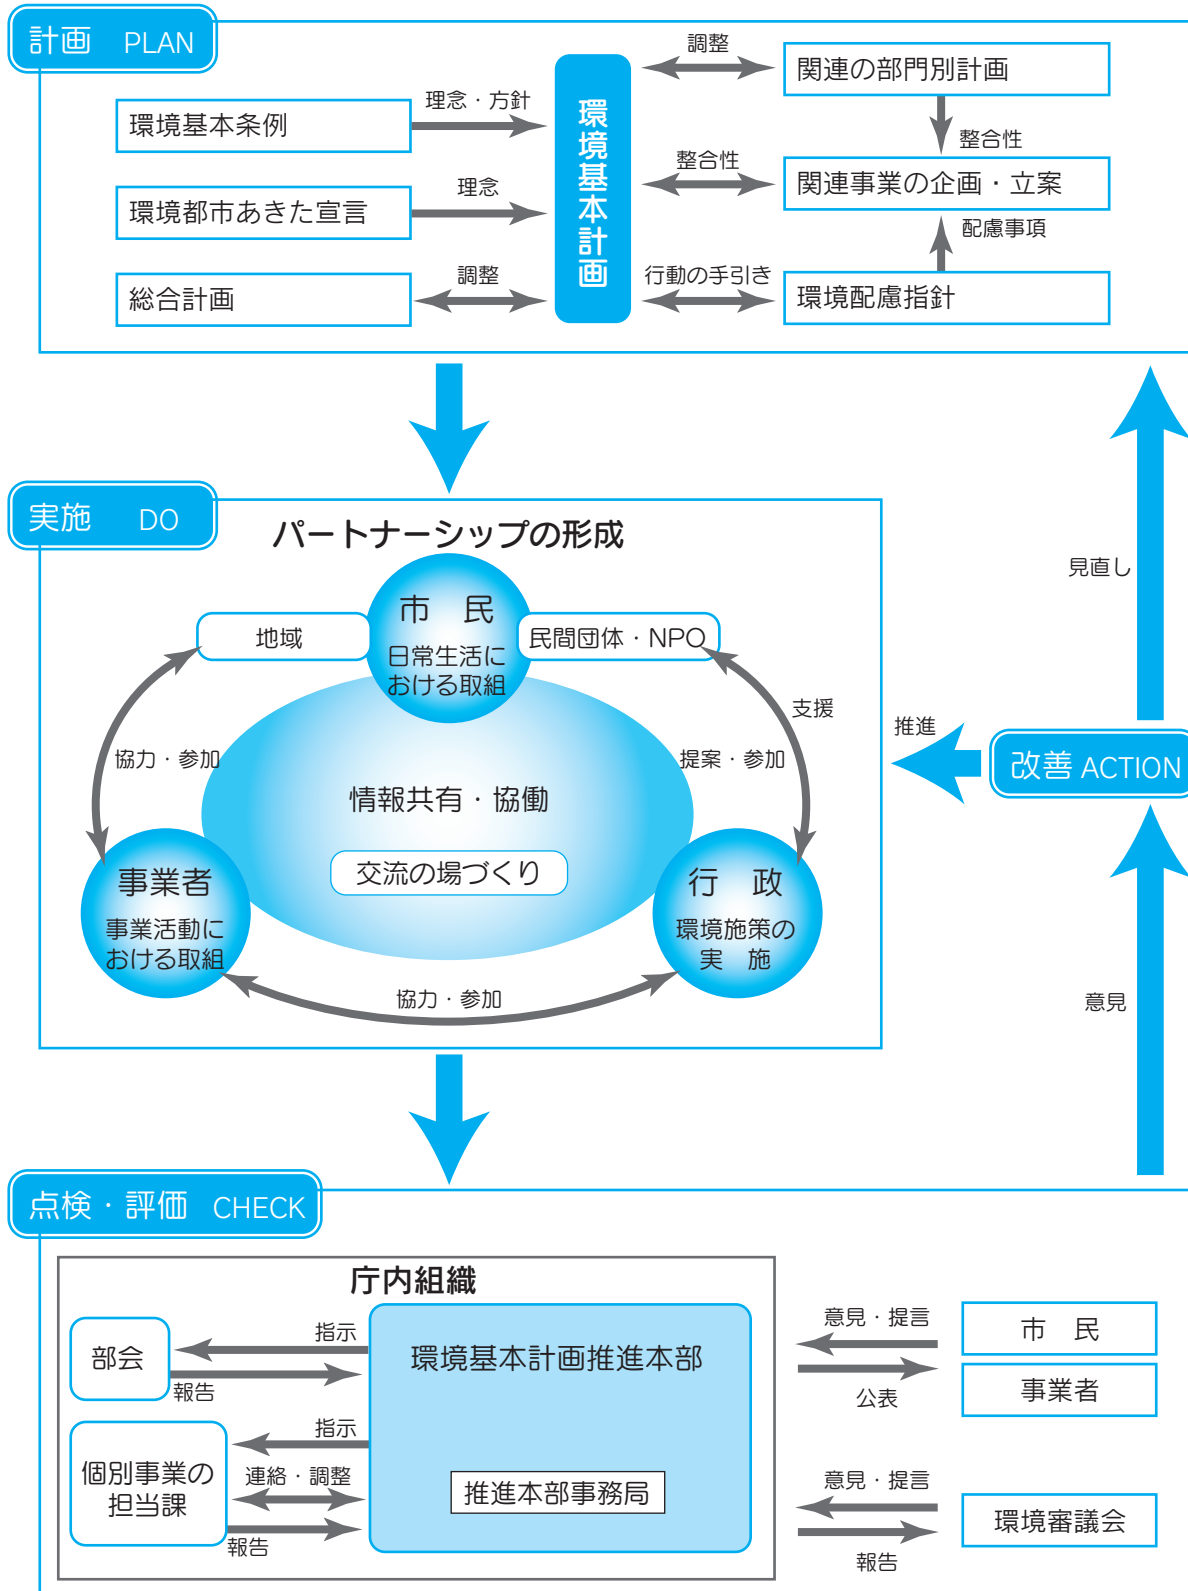 計画 PLAN
調整
関連の部門別計画
理念・方針
環境基本条例
環境基本計画
整合性
整合性
関連事業の企画・立案
理念
環境都市あきた宣言
配慮事項
調整
総合計画
行動の手引き
環境配慮指針
実施 DO
パートナーシップの形成
見直し
市 民
地域
民間団体・NPO
日常生活に
おける取組
支援
推進
協力・参加
提案・参加
改善 ACTION
情報共有・協働
交流の場づくり
事業者
事業活動に
おける取組
行 政
環境施策の
実 施
協力・参加
意見
点検・評価 CHECK
庁内組織
部会
指示
報告
環境基本計画推進本部
意見・提言
公表
市 民
事業者
指示
個別事業の
担当課
連絡・調整
報告
推進本部事務局
意見・提言
報告
環境審議会